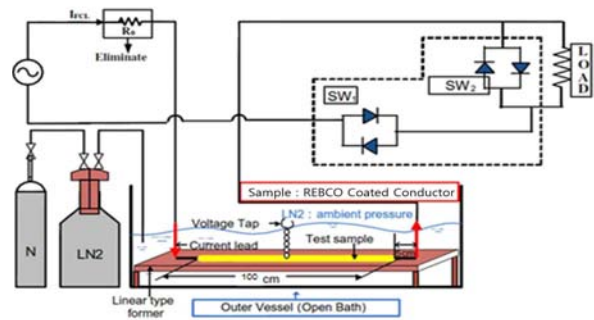 IFCL
R₀
Eliminate
SW₁
SW₂
LOAD
Sample : REBCO Coated Conductor
Voltage Tap
LN2 : ambient pressure
Current lead
Test sample
N
LN2
100 cm
Linear type
former
Outer Vessel (Open Bath)